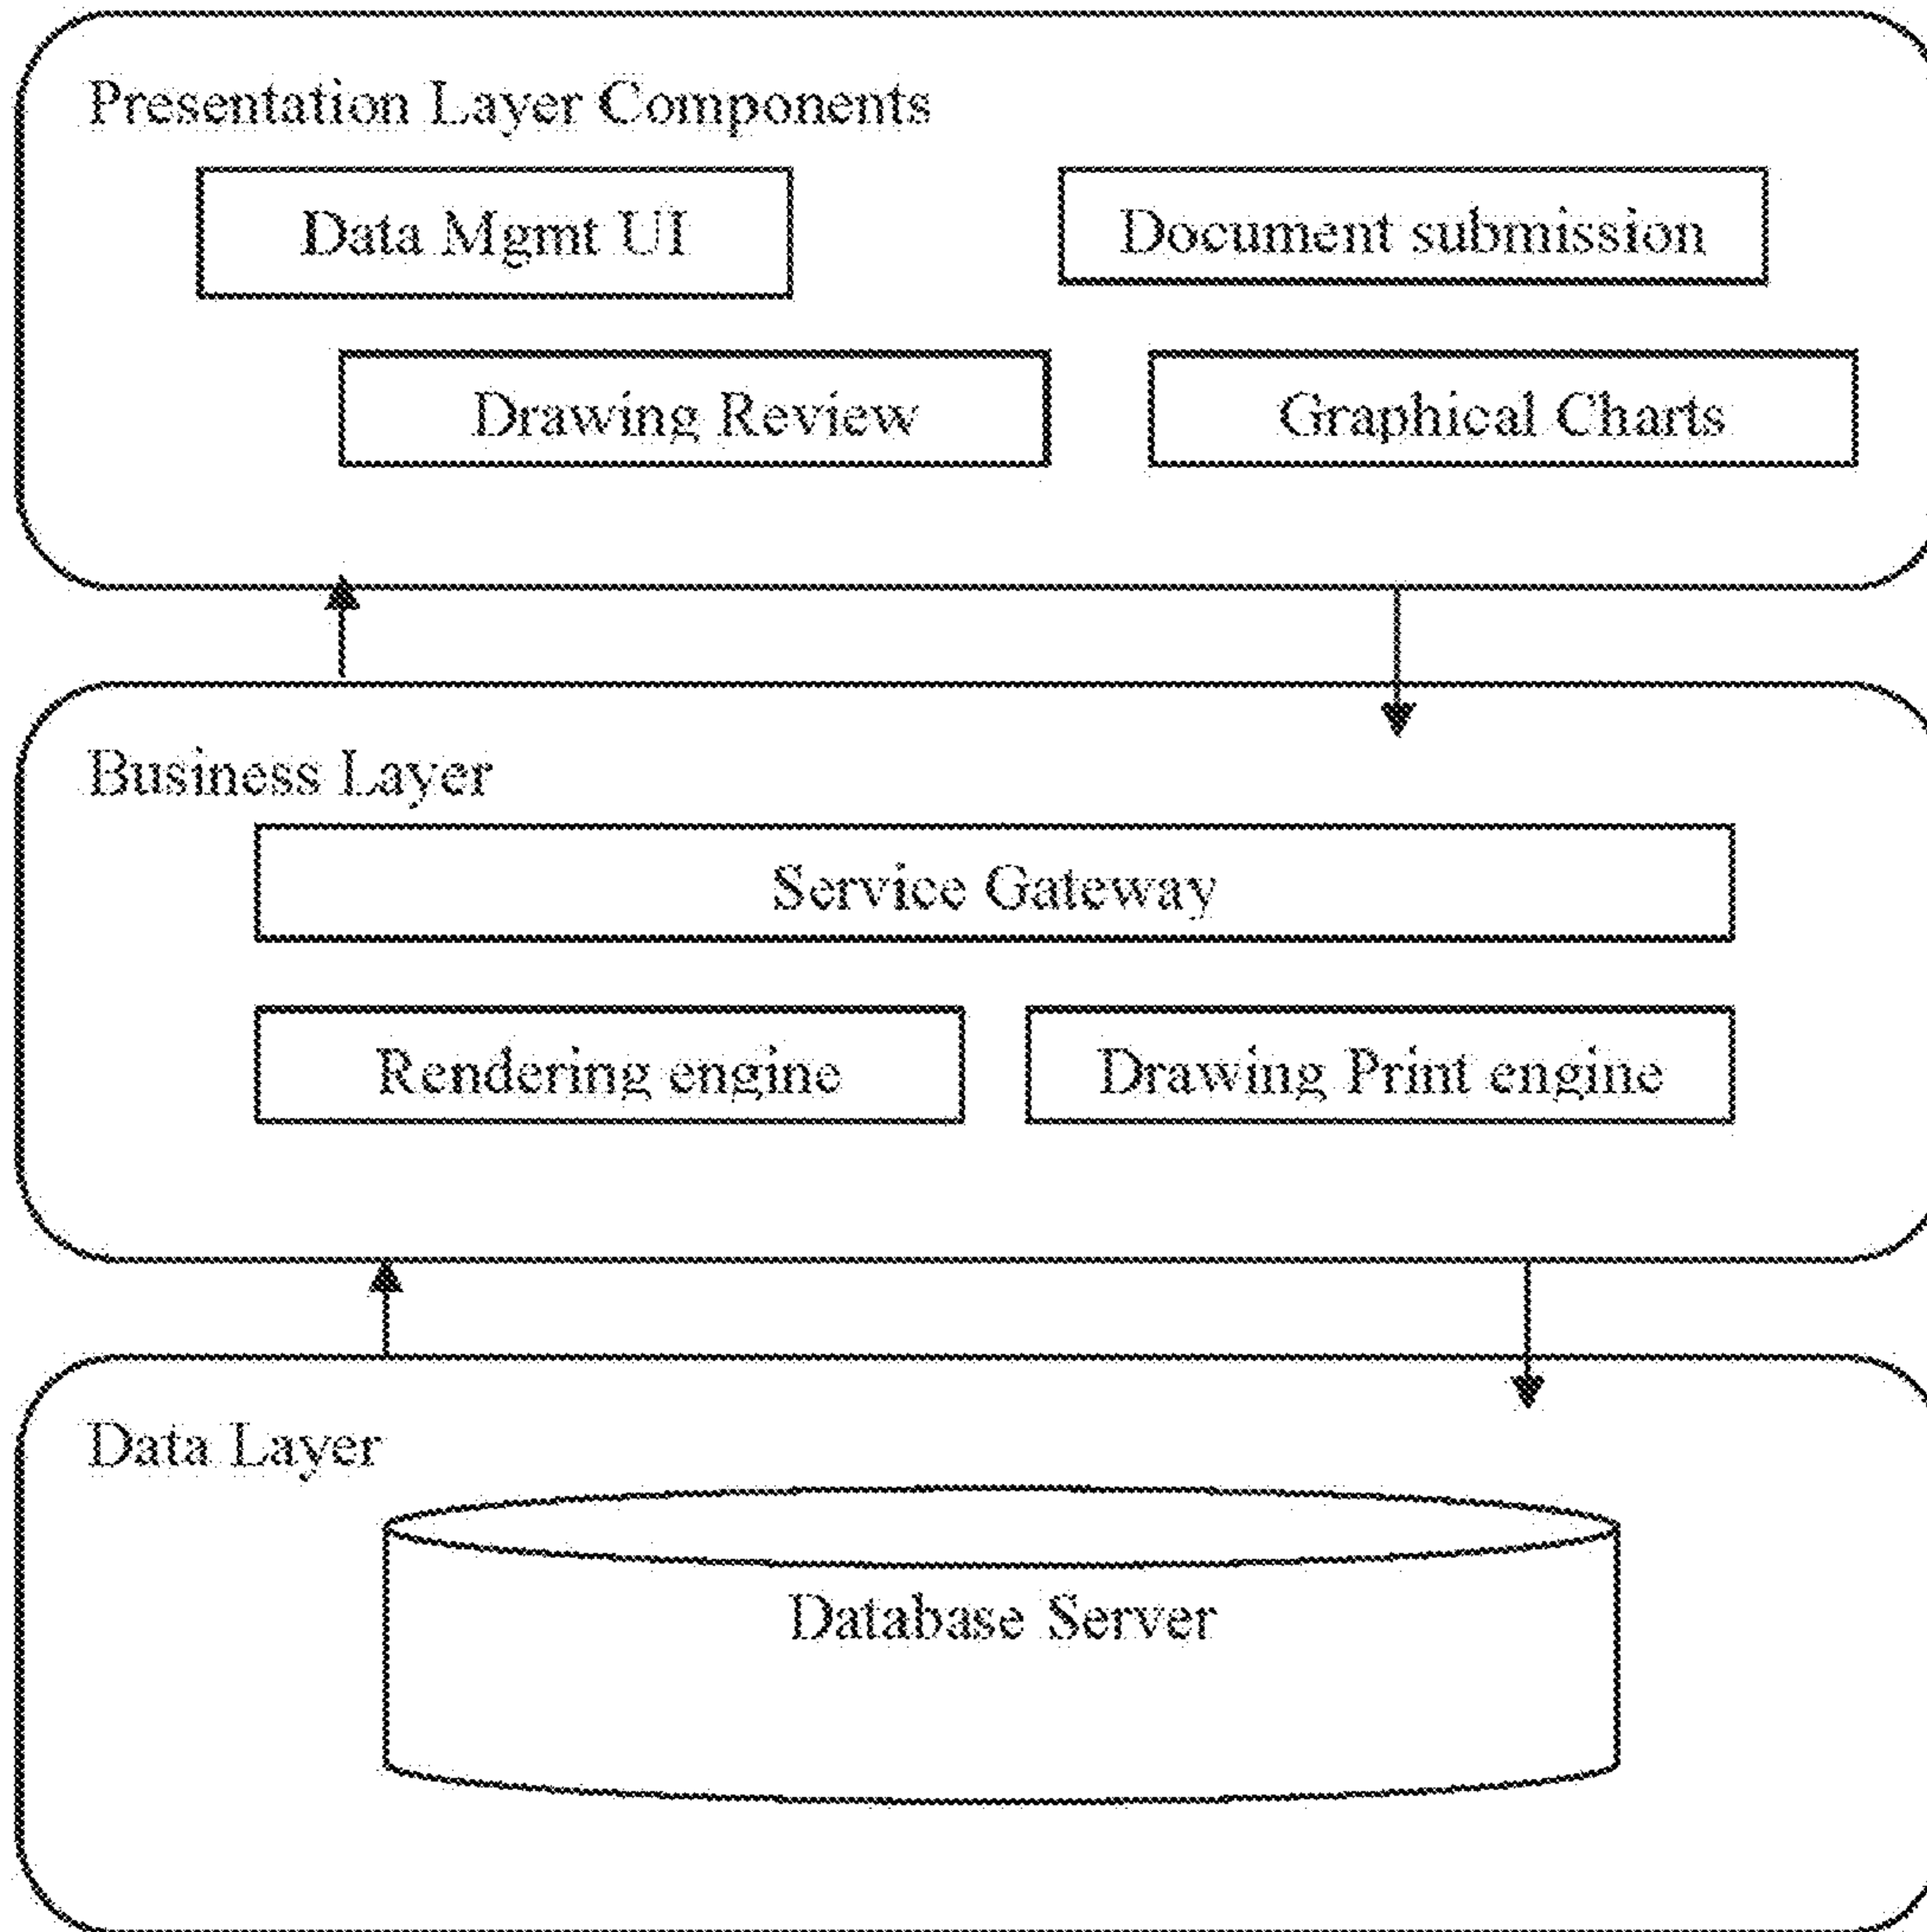 Presentation Layer Components
Data Mgmt UI
Document submission
Drawing Review
Graphical Charts
Business Layer
Service Gateway
Rendering engine
Drawing Print engine
Data Layer
Database Server